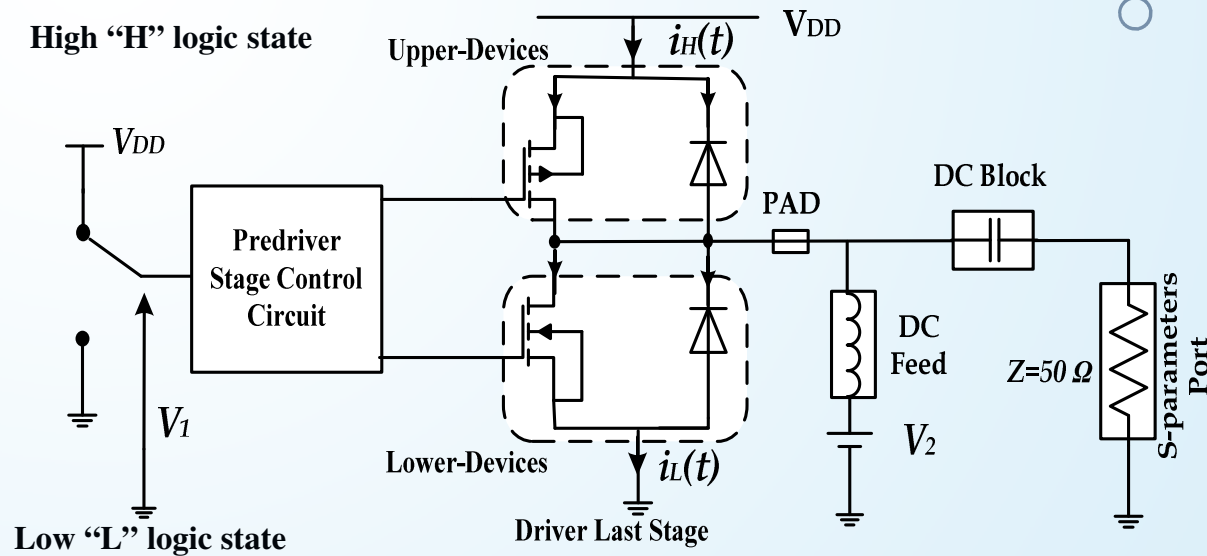 High “H” logic state
V_DD
i_H(t)
Upper-Devices
V_DD
DC Block
PAD
Predriver
Stage Control
Circuit
DC
Feed
Z=50 Ω
S-parameters
Port
V_1
V_2
Lower-Devices
i_L(t)
Driver Last Stage
Low “L” logic state